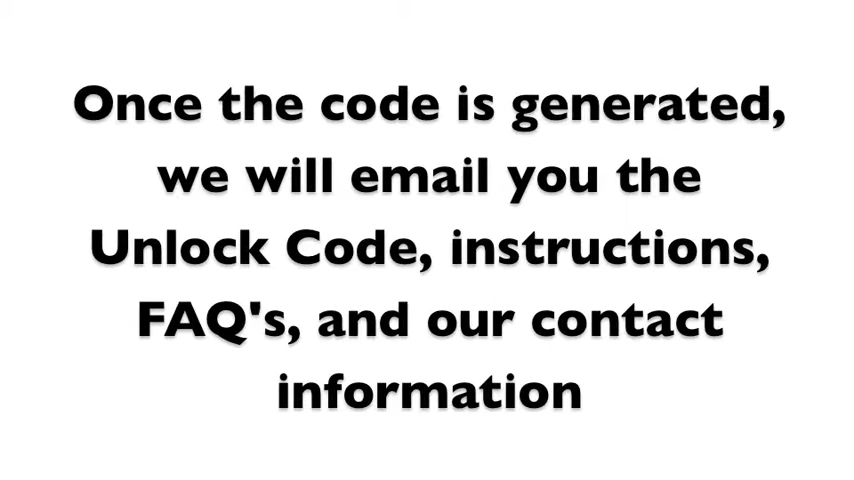 Once the code is generated,
we will email you the
Unlock Code, instructions,
FAQ's, and our contact
information